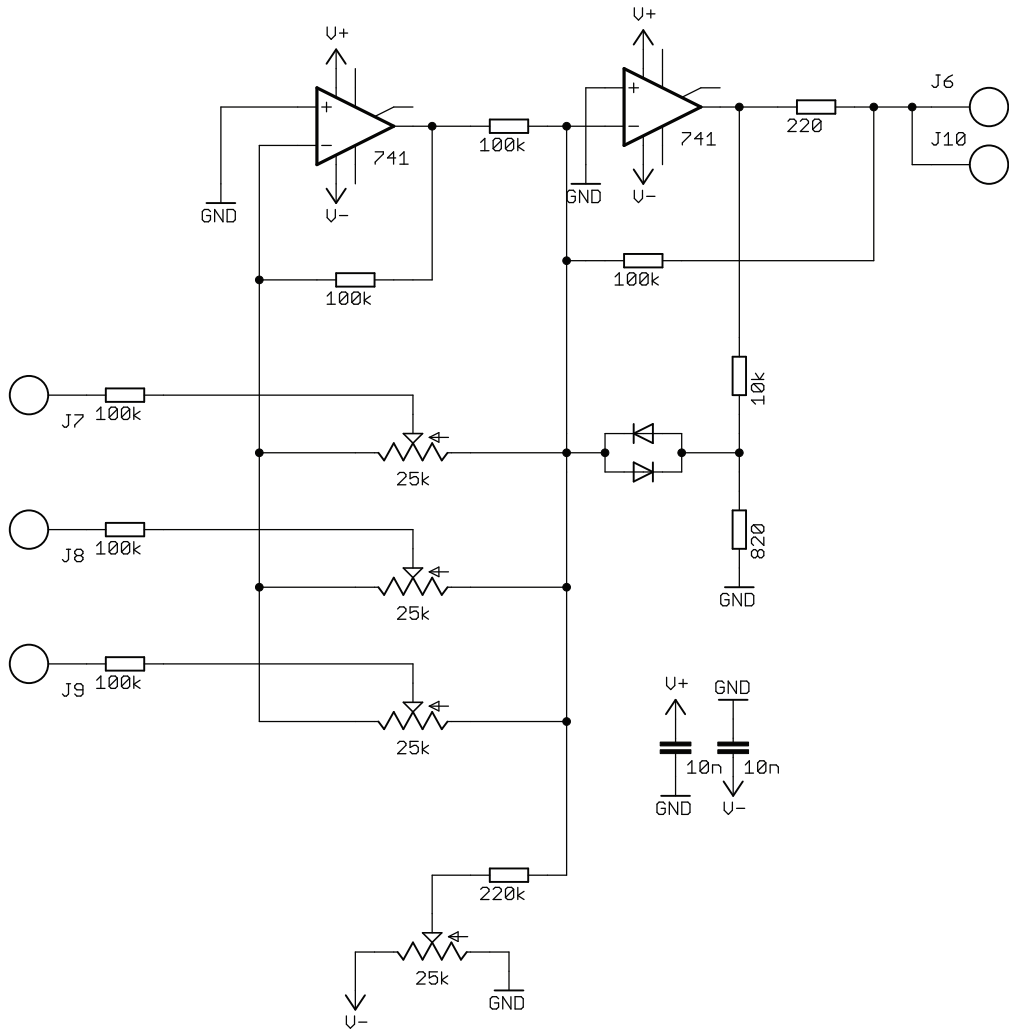 V+
V+
J6
220
J10
100k
741
741
V-
V-
GND
GND
100k
100k
10k
J7
100k
25k
J8
100k
820
25k
GND
J9
100k
V+
GND
25k
10n
10n
GND
V-
220k
25k
GND
V-